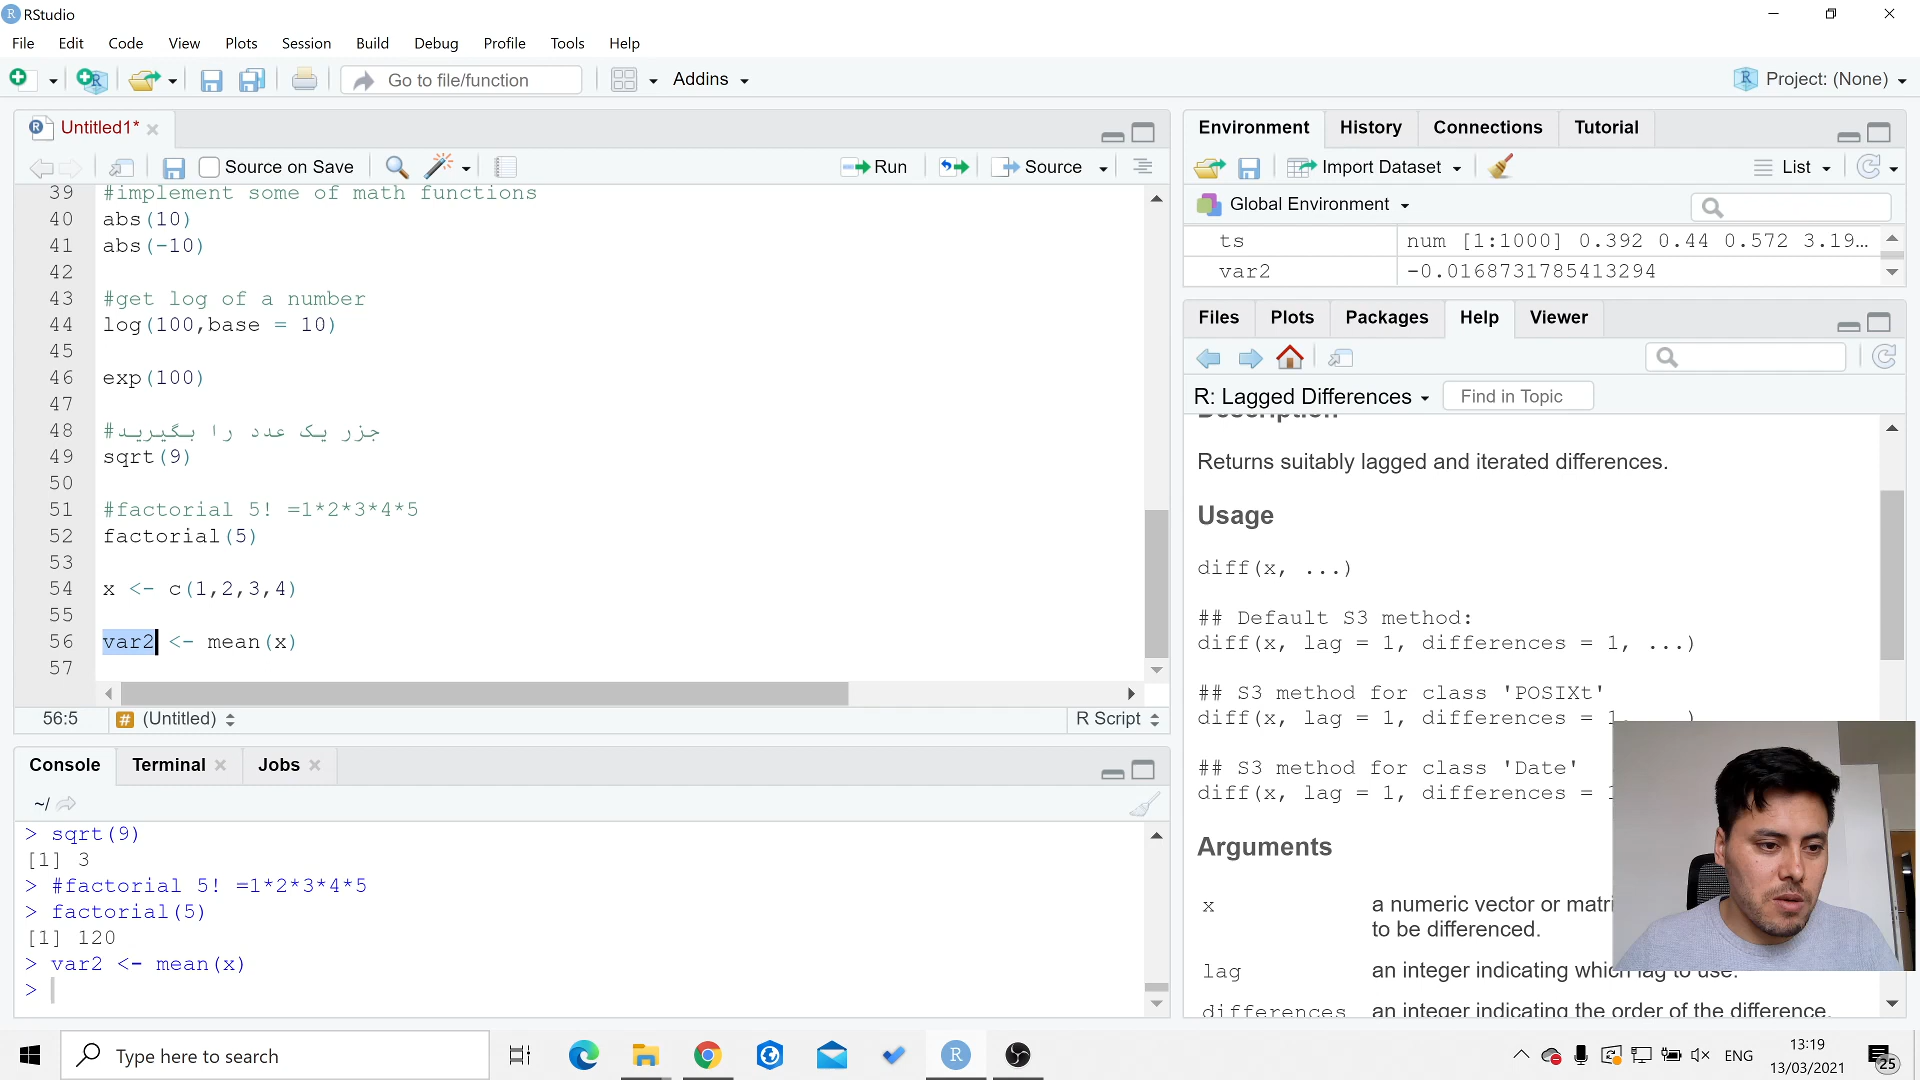 RStudio
File Edit Code View Plots Session Build Debug Profile Tools Help
Go to file/function Addins Project: (None)
Untitled1*
Source on Save Run Source
39 #implement some of math functions
40 abs(10)
41 abs(-10)
42
43 #get log of a number
44 log(100,base = 10)
45
46 exp(100)
47
48 #جزر یک عدد را بگیرید
49 sqrt(9)
50
51 #factorial 5! =1*2*3*4*5
52 factorial(5)
53
54 x <- c(1,2,3,4)
55
56 var2 <- mean(x)
57
56:5 # (Untitled) R Script
Console Terminal Jobs
~/
> sqrt(9)
[1] 3
> #factorial 5! =1*2*3*4*5
> factorial(5)
[1] 120
> var2 <- mean(x)
>
Environment History Connections Tutorial
Import Dataset List
Global Environment
ts num [1:1000] 0.392 0.44 0.572 3.19...
var2 -0.0168731785413294
Files Plots Packages Help Viewer
R: Lagged Differences Find in Topic
Description
Returns suitably lagged and iterated differences.
Usage
diff(x, ...)
## Default S3 method:
diff(x, lag = 1, differences = 1, ...)
## S3 method for class 'POSIXt'
diff(x, lag = 1, differences = 1, ...)
## S3 method for class 'Date'
diff(x, lag = 1, differences = 1
Arguments
x a numeric vector or matri
to be differenced.
lag an integer indicating which lag to use.
differences an integer indicating the order of the difference.
Type here to search
ENG
13:19
13/03/2021
25